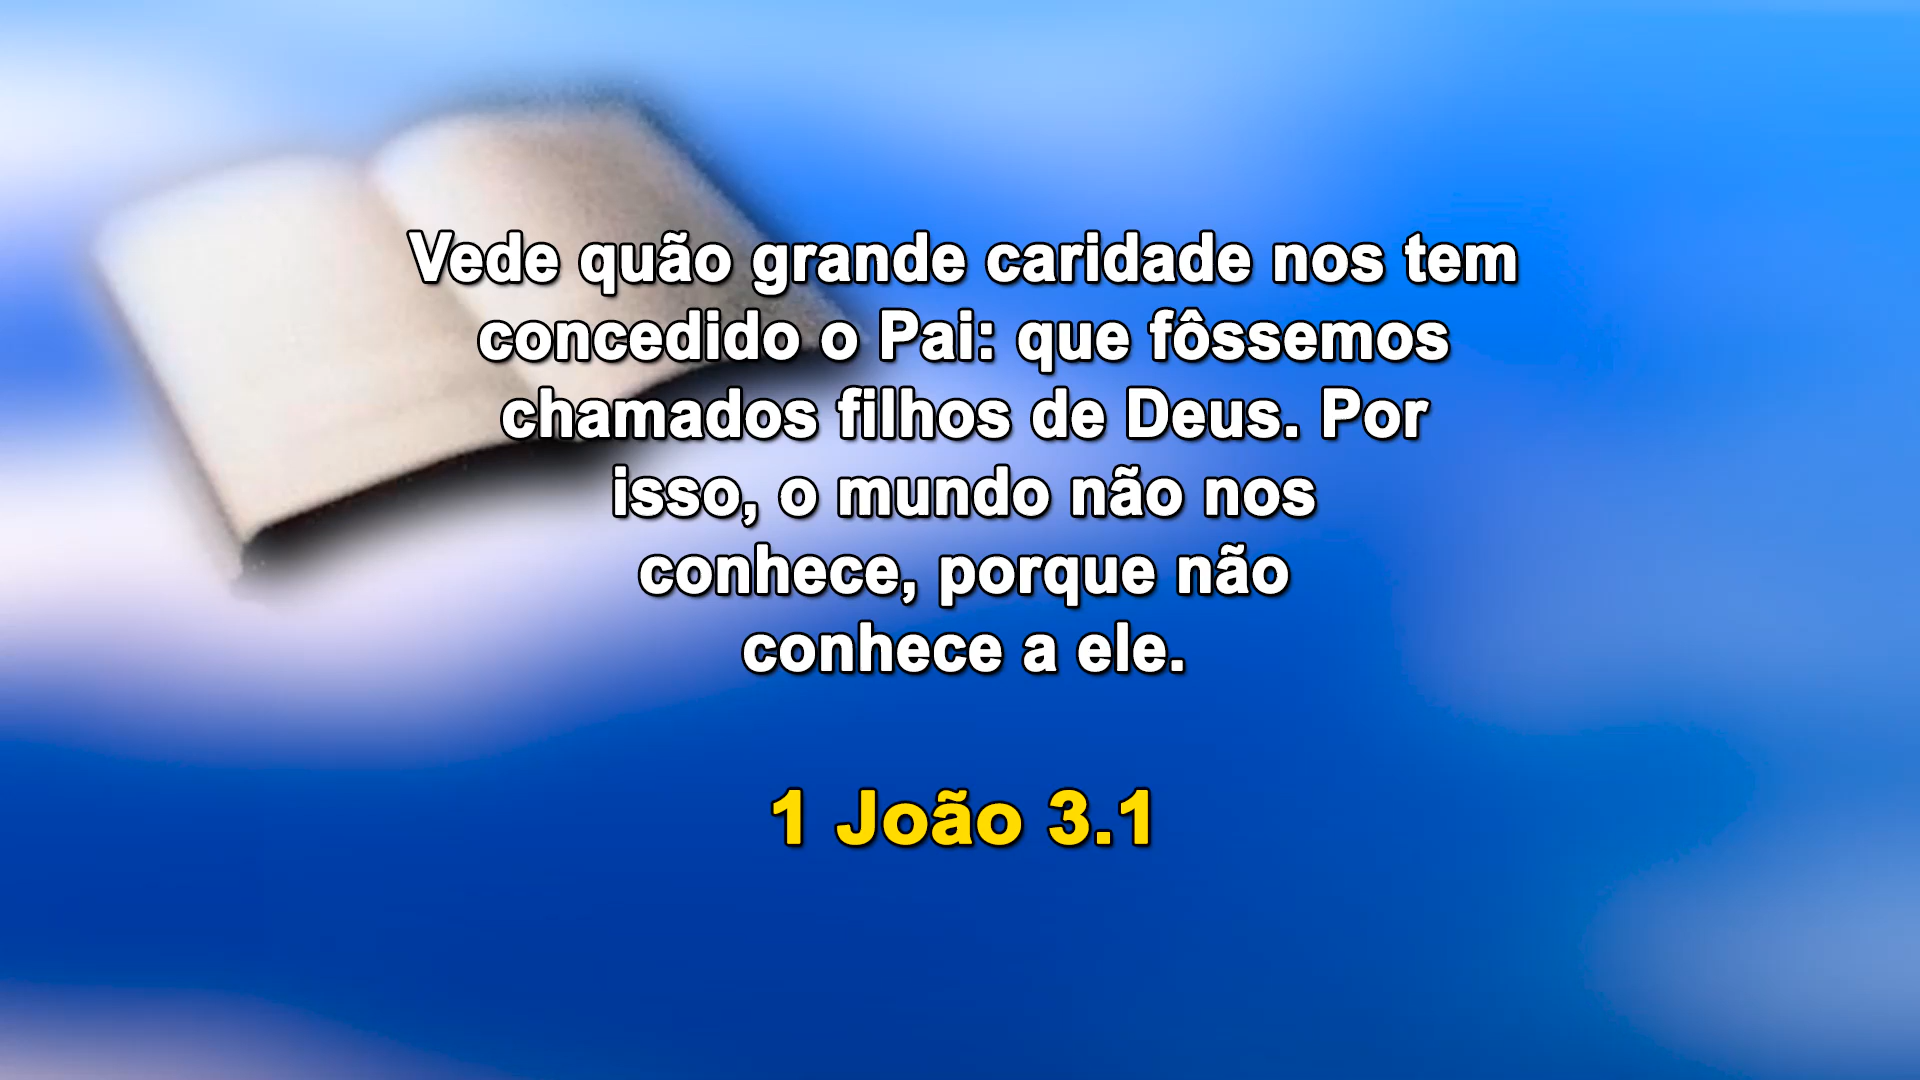 Vede quão grande caridade nos tem
concedido o Pai: que fôssemos
chamados filhos de Deus. Por
isso, o mundo não nos
conhece, porque não
conhece a ele.
1 João 3.1